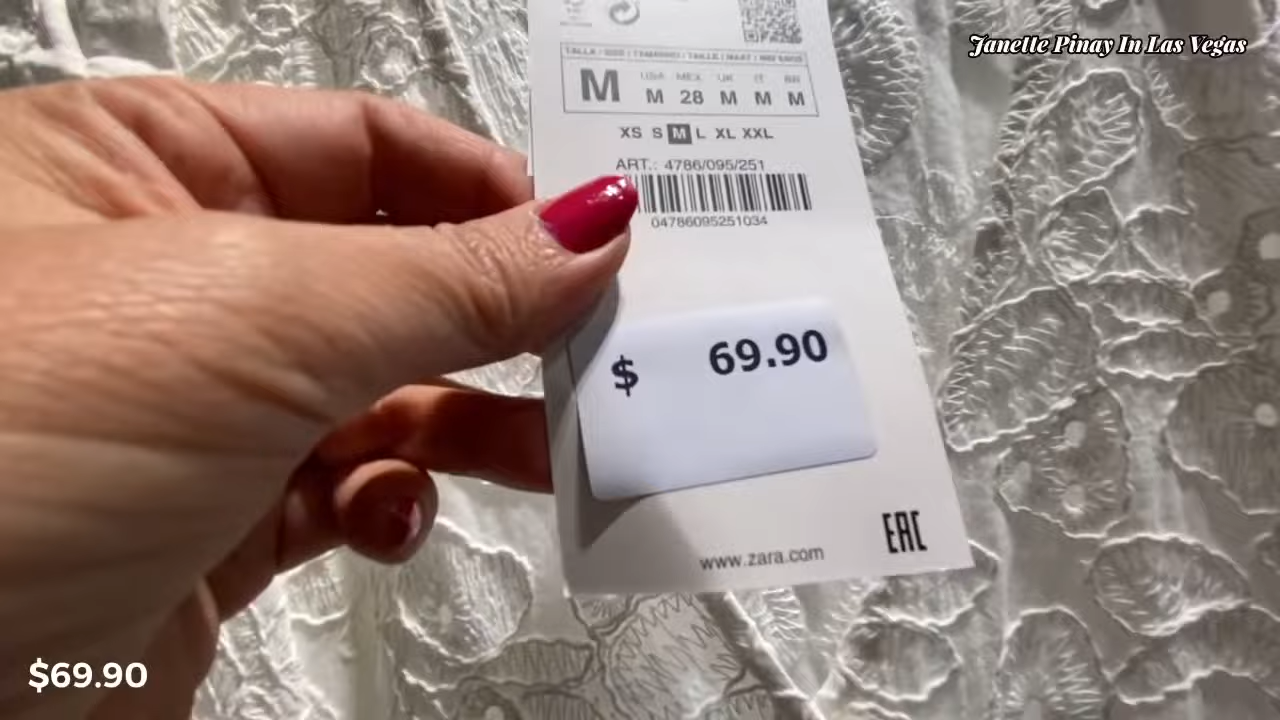 Janette Pinay In Las Vegas
M
USA MEX UK IT BR
M 28 M M M
XS S M L XL XXL
ART.: 4786/095/251
04786095251034
$ 69.90
www.zara.com
EAC
$69.90